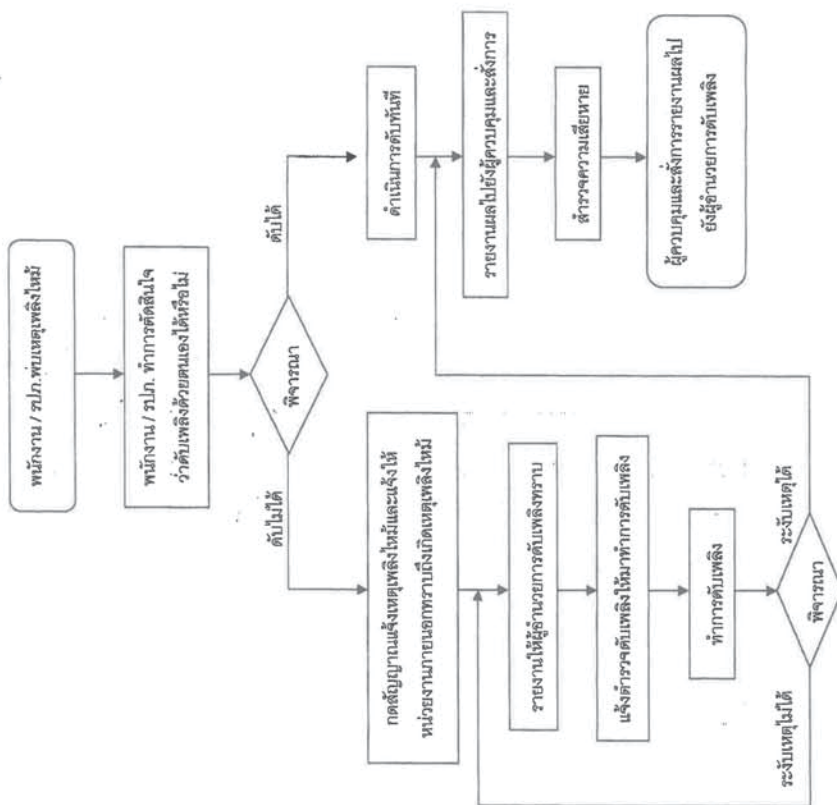 พนักงาน / รปภ.พบเหตุเพลิงไหม้
พนักงาน / รปภ. ทำการตัดสินใจ
ว่าดับเพลิงด้วยตนเองได้หรือไม่
พิจารณา
ดับไม่ได้
ดับได้
กดสัญญาณแจ้งเหตุเพลิงไหม้และแจ้งให้
หน่วยงานภายนอกทราบถึงเกิดเหตุเพลิงไหม้
รายงานให้ผู้อำนวยการดับเพลิงทราบ
แจ้งตำรวจดับเพลิงให้มาทำการดับเพลิง
ทำการดับเพลิง
พิจารณา
ระงับเหตุไม่ได้
ระงับเหตุได้
ดำเนินการดับทันที
รายงานผลไปยังผู้ควบคุมและสั่งการ
สำรวจความเสียหาย
ผู้ควบคุมและสั่งการรายงานผลไป
ยังผู้อำนวยการดับเพลิง